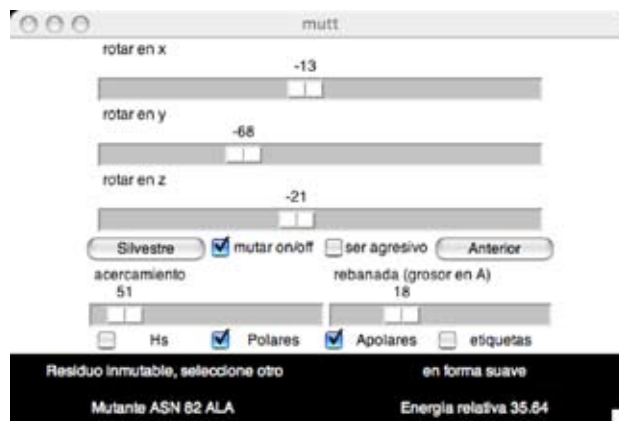 mutt
rotar en x
-13
rotar en y
-68
rotar en z
-21
Silvestre mutar on/off ser agresivo Anterior
acercamiento rebanada (grosor en A)
51 18
Hs Polares Apolares etiquetas
Residuo inmutable, seleccione otro en forma suave
Mutante ASN 82 ALA Energia relativa 35.64